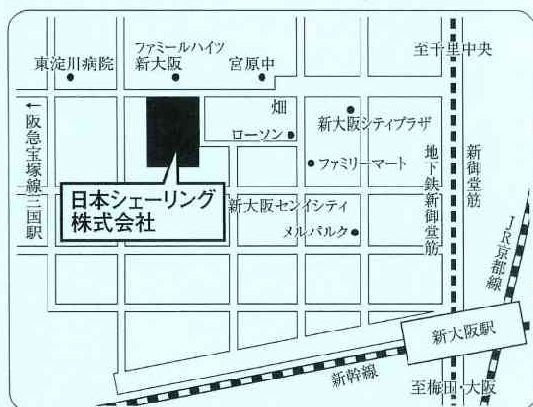 ファミールハイツ
新大阪
東淀川病院
宮原中
至千里中央
畑
新大阪シティプラザ
ローソン
ファミリーマート
←阪急宝塚線三国駅
日本シェーリング
株式会社
新大阪センイシティ
メルパルク
地下鉄新御堂筋
新御堂筋
JR京都線
新大阪駅
新幹線
至梅田・大阪